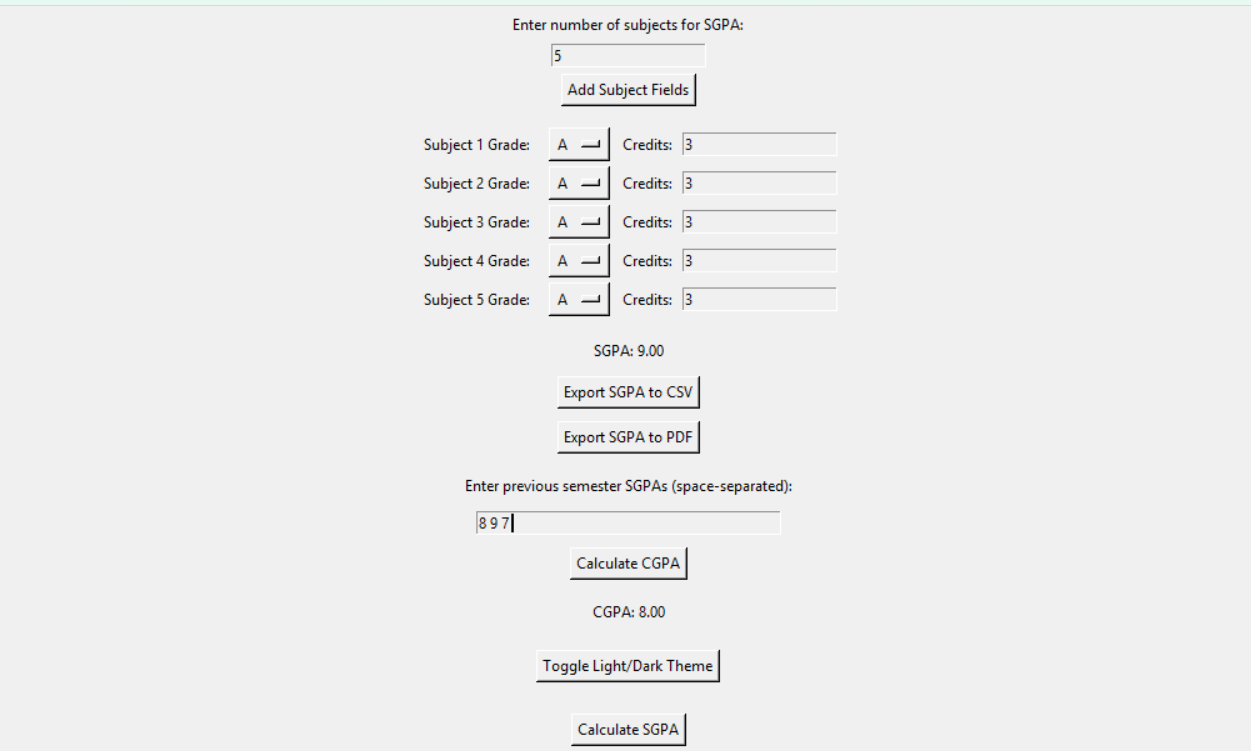 Enter number of subjects for SGPA:
5
Add Subject Fields
Subject 1 Grade: A Credits: 3
Subject 2 Grade: A Credits: 3
Subject 3 Grade: A Credits: 3
Subject 4 Grade: A Credits: 3
Subject 5 Grade: A Credits: 3
SGPA: 9.00
Export SGPA to CSV
Export SGPA to PDF
Enter previous semester SGPAs (space-separated):
8 9 7
Calculate CGPA
CGPA: 8.00
Toggle Light/Dark Theme
Calculate SGPA